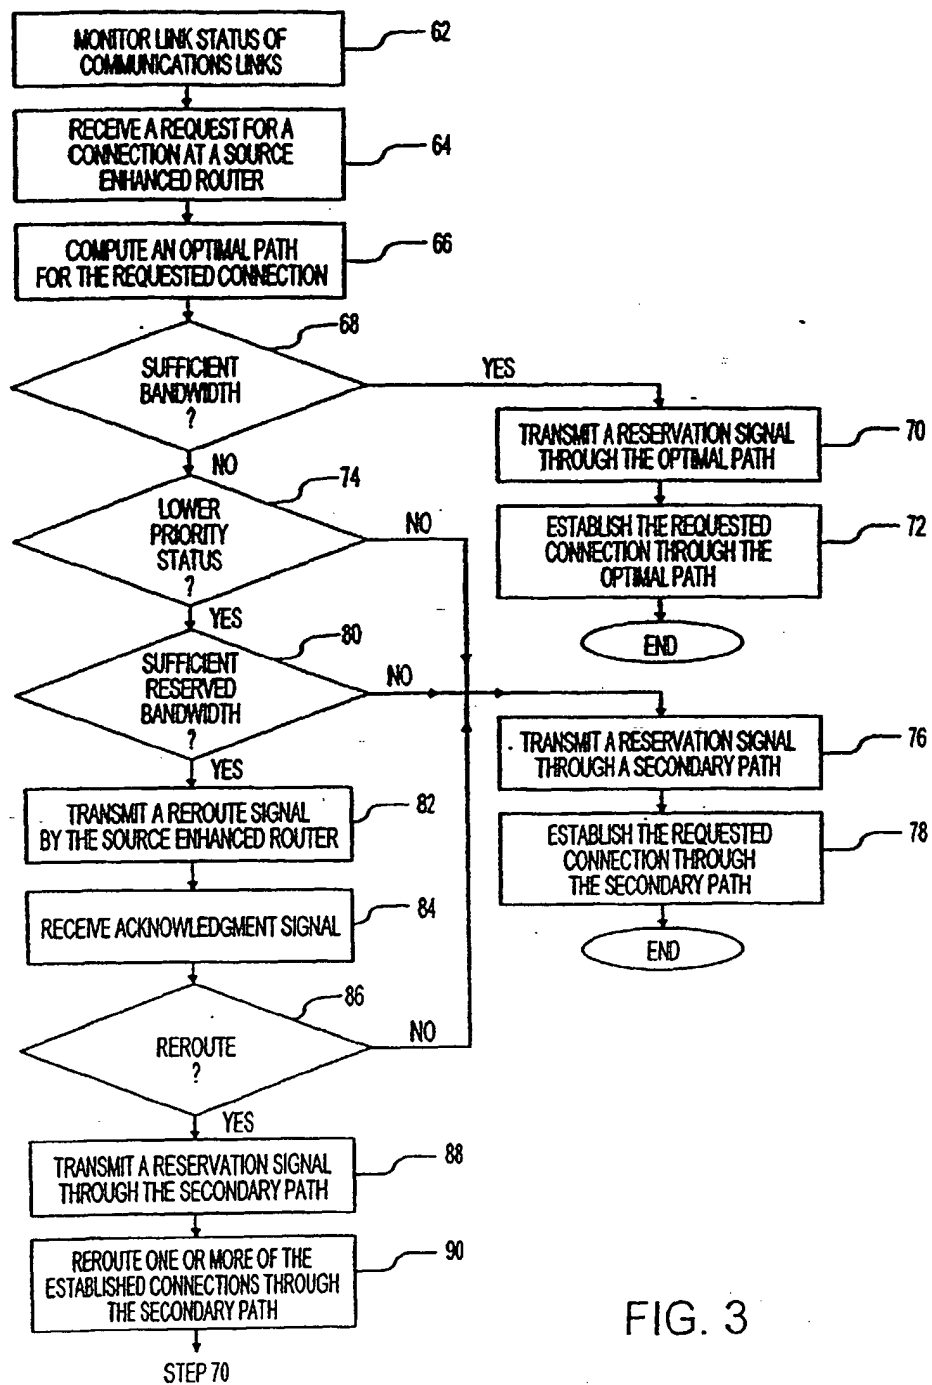 MONITOR LINK STATUS OF
COMMUNICATIONS LINKS
62
RECEIVE A REQUEST FOR A
CONNECTION AT A SOURCE
ENHANCED ROUTER
64
COMPUTE AN OPTIMAL PATH
FOR THE REQUESTED CONNECTION
66
SUFFICIENT
BANDWIDTH
?
68
YES
NO
TRANSMIT A RESERVATION SIGNAL
THROUGH THE OPTIMAL PATH
70
ESTABLISH THE REQUESTED
CONNECTION THROUGH THE
OPTIMAL PATH
72
END
LOWER
PRIORITY
STATUS
?
74
NO
YES
SUFFICIENT
RESERVED
BANDWIDTH
?
80
NO
YES
TRANSMIT A RESERVATION SIGNAL
THROUGH A SECONDARY PATH
76
ESTABLISH THE REQUESTED
CONNECTION THROUGH
THE SECONDARY PATH
78
END
TRANSMIT A REROUTE SIGNAL
BY THE SOURCE ENHANCED ROUTER
82
RECEIVE ACKNOWLEDGMENT SIGNAL
84
REROUTE
?
86
NO
YES
TRANSMIT A RESERVATION SIGNAL
THROUGH THE SECONDARY PATH
88
REROUTE ONE OR MORE OF THE
ESTABLISHED CONNECTIONS THROUGH
THE SECONDARY PATH
90
STEP 70
FIG. 3